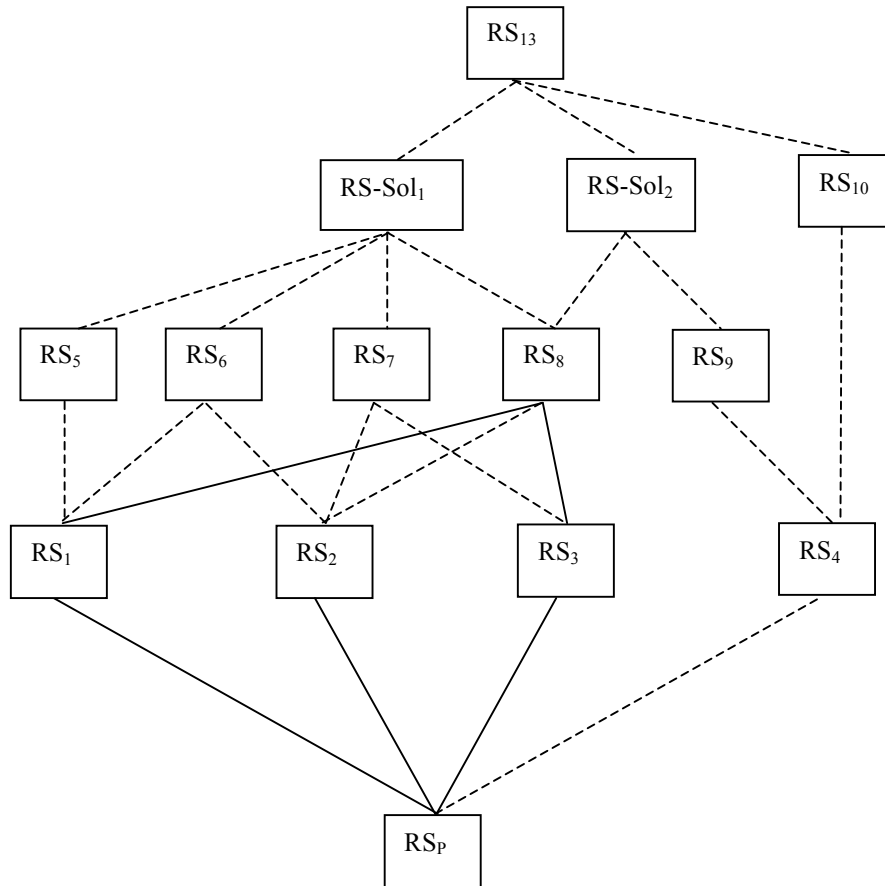 RS₁₃
RS-Sol₁
RS-Sol₂
RS₁₀
RS₅
RS₆
RS₇
RS₈
RS₉
RS₁
RS₂
RS₃
RS₄
RSₚ